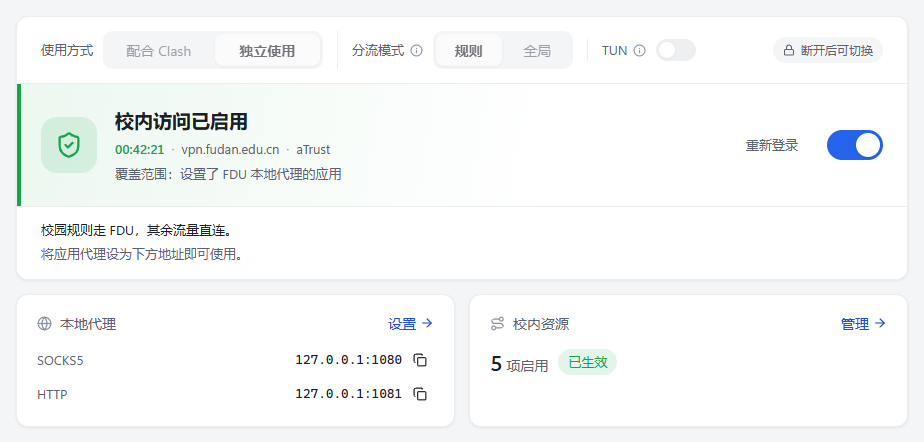 使用方式 配合 Clash 独立使用 分流模式 规则 全局 TUN 断开后可切换
校内访问已启用
00:42:21 · vpn.fudan.edu.cn · aTrust
覆盖范围：设置了 FDU 本地代理的应用
重新登录
校园规则走 FDU，其余流量直连。
将应用代理设为下方地址即可使用。
本地代理 设置
SOCKS5 127.0.0.1:1080
HTTP 127.0.0.1:1081
校内资源 管理
5 项启用 已生效